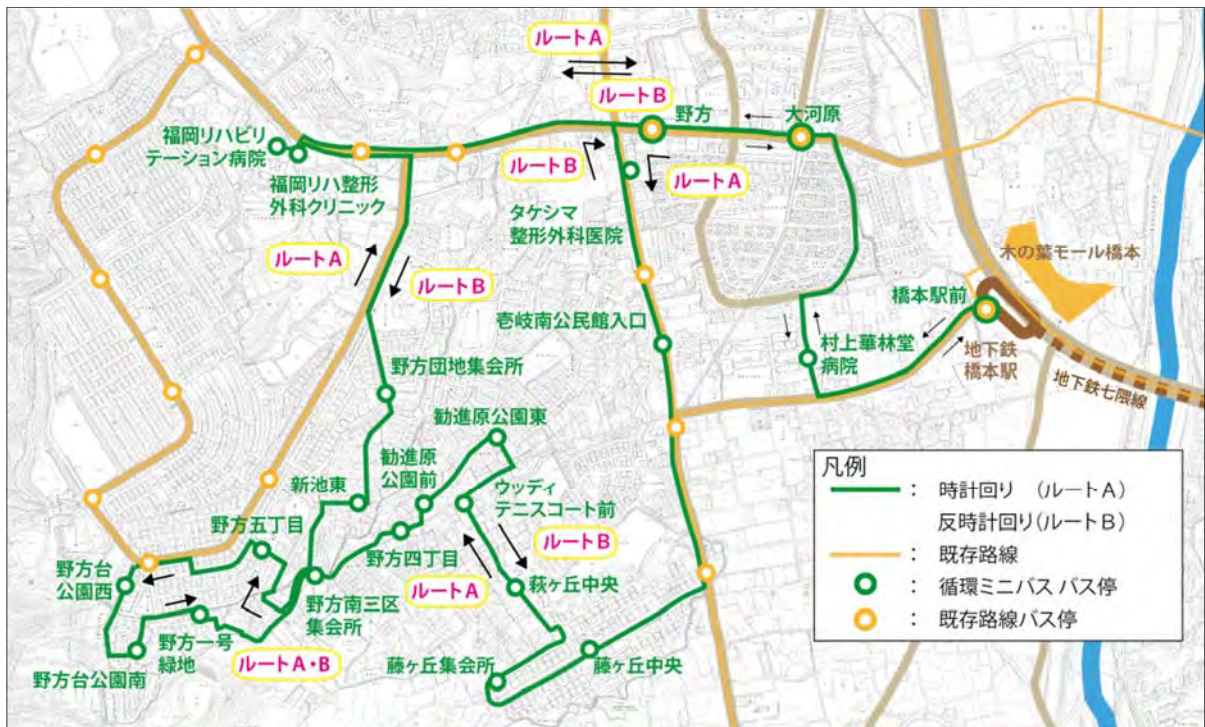 ルートA
ルートB
野方
大河原
福岡リハビリ
テーション病院
福岡リハ整形
外科クリニック
ルートB
ルートA
タケシマ
整形外科医院
木の葉モール橋本
橋本駅前
ルートA
ルートB
壱岐南公民館入口
村上華林堂
病院
地下鉄
橋本駅
地下鉄七隈線
野方団地集会所
勧進原公園東
勧進原
公園前
新池東
ウッディ
テニスコート前
野方五丁目
野方四丁目
ルートB
ルートA
野方台
公園西
萩ヶ丘中央
野方南三区
集会所
野方一号
緑地
ルートA・B
野方台公園南
藤ヶ丘集会所
藤ヶ丘中央
凡例
： 時計回り （ルートA）
反時計回り（ルートB）
： 既存路線
： 循環ミニバス バス停
： 既存路線バス停